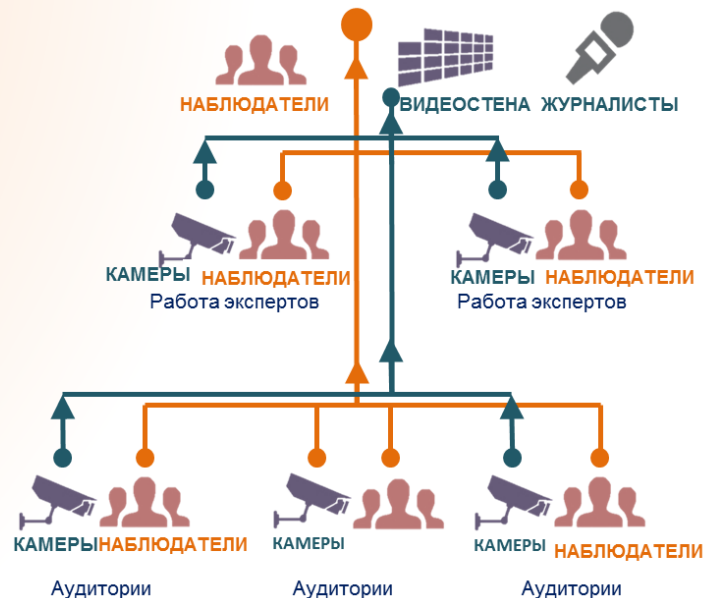 НАБЛЮДАТЕЛИ ВИДЕОСТЕНА ЖУРНАЛИСТЫ
КАМЕРЫ НАБЛЮДАТЕЛИ КАМЕРЫ НАБЛЮДАТЕЛИ
Работа экспертов Работа экспертов
КАМЕРЫ НАБЛЮДАТЕЛИ КАМЕРЫ КАМЕРЫ НАБЛЮДАТЕЛИ
Аудитории Аудитории Аудитории